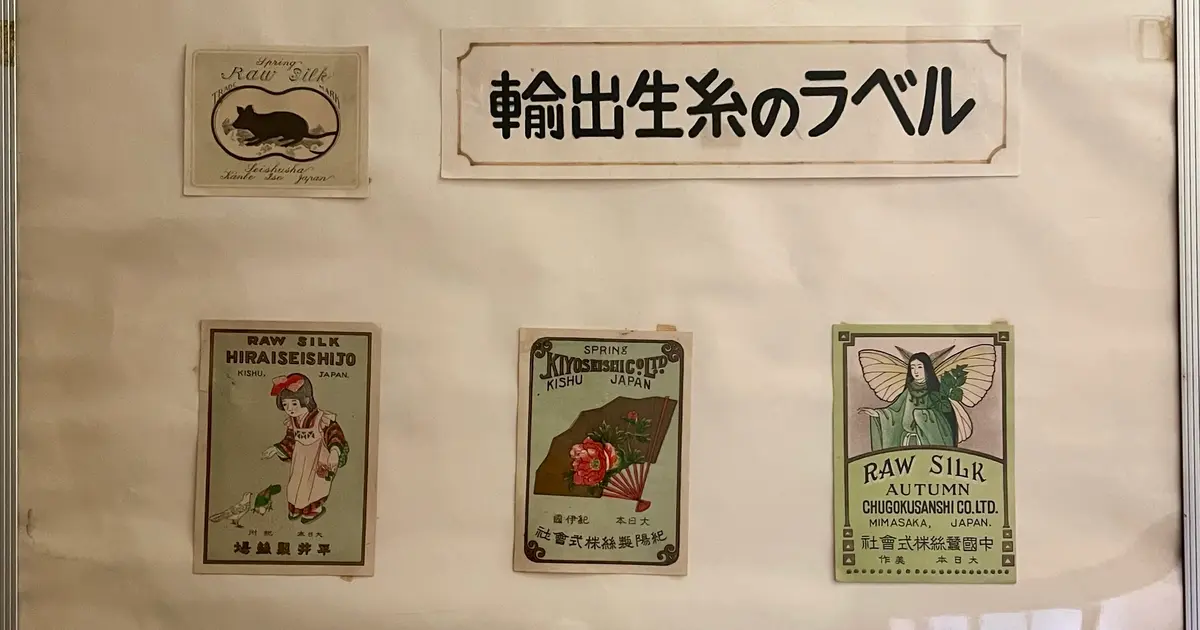 Spring
Raw Silk
TRADE MARK
Seishusha
Kanbe Ise Japan
輸出生糸のラベル
RAW SILK
HIRAISEISHIJO
KISHU. JAPAN.
大日本 紀州
平井製絲場
SPRING
KIYOSEISHI CO LTD
KISHU JAPAN
大日本 紀伊國
紀陽製絲株式會社
RAW SILK
AUTUMN
CHUGOKUSANSHI CO. LTD.
MIMASAKA, JAPAN.
中國蠶絲株式會社
大日本 美作